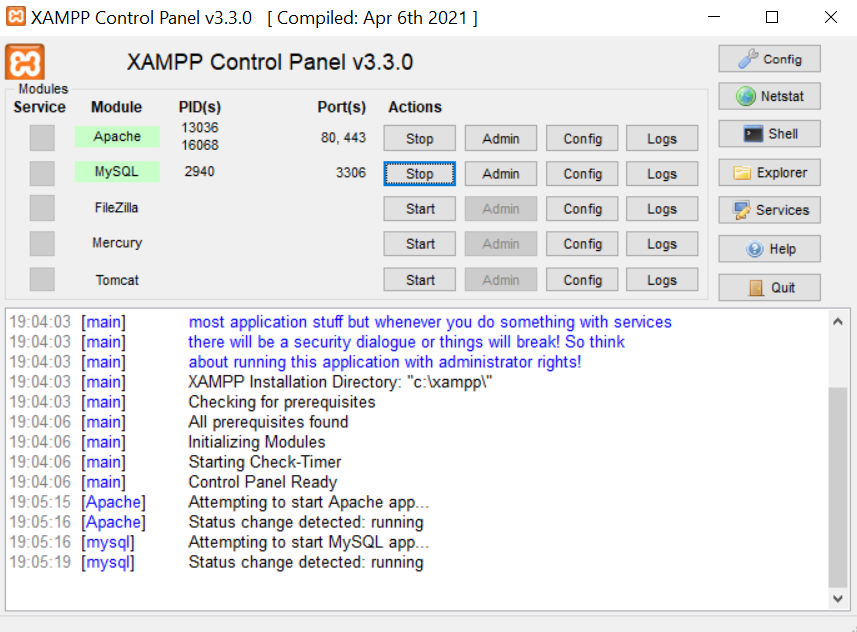 XAMPP Control Panel v3.3.0 [ Compiled: Apr 6th 2021 ]
XAMPP Control Panel v3.3.0
Config
Modules
Service Module PID(s) Port(s) Actions
Netstat
Apache 13036 80, 443 Stop Admin Config Logs
16068
Shell
MySQL 2940 3306 Stop Admin Config Logs
Explorer
FileZilla Start Admin Config Logs
Services
Mercury Start Admin Config Logs
Help
Tomcat Start Admin Config Logs
Quit
19:04:03 [main] most application stuff but whenever you do something with services
19:04:03 [main] there will be a security dialogue or things will break! So think
19:04:03 [main] about running this application with administrator rights!
19:04:03 [main] XAMPP Installation Directory: "c:\xampp\"
19:04:03 [main] Checking for prerequisites
19:04:06 [main] All prerequisites found
19:04:06 [main] Initializing Modules
19:04:06 [main] Starting Check-Timer
19:04:06 [main] Control Panel Ready
19:05:15 [Apache] Attempting to start Apache app...
19:05:16 [Apache] Status change detected: running
19:05:16 [mysql] Attempting to start MySQL app...
19:05:19 [mysql] Status change detected: running